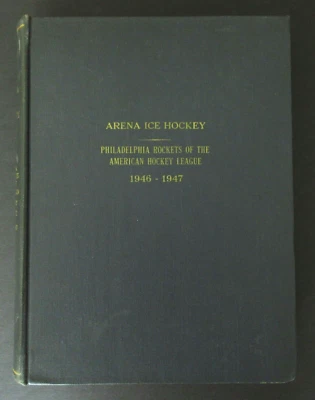 ARENA ICE HOCKEY
PHILADELPHIA ROCKETS OF THE
AMERICAN HOCKEY LEAGUE
1946 - 1947